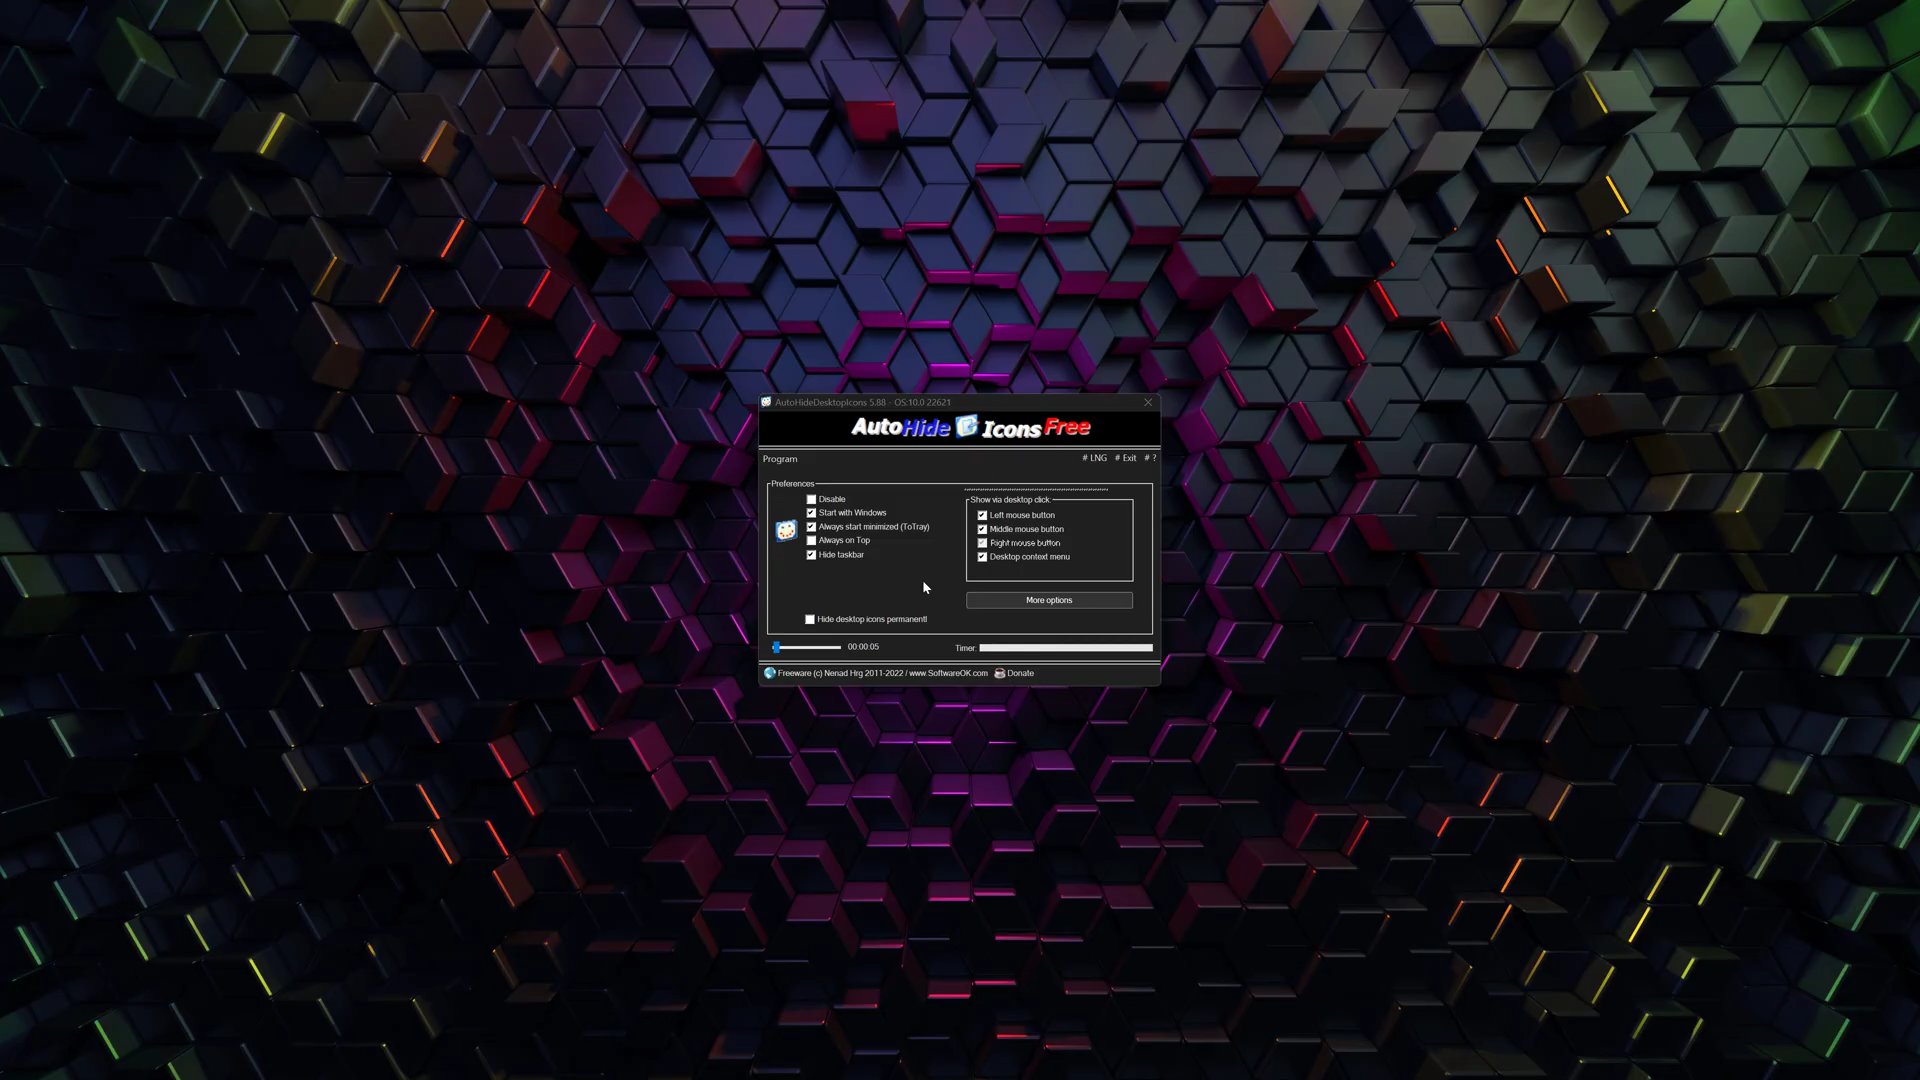 AutoHideDesktopIcons 5.88 - OS:10.0 22621
AutoHide Icons Free
Program
# LNG # Exit # ?
Preferences
Disable
Start with Windows
Always start minimized (ToTray)
Always on Top
Hide taskbar
Show via desktop click:
Left mouse button
Middle mouse button
Right mouse button
Desktop context menu
More options
Hide desktop icons permanentl
00:00:05
Timer:
Freeware (c) Nenad Hrg 2011-2022 / www.SoftwareOK.com Donate